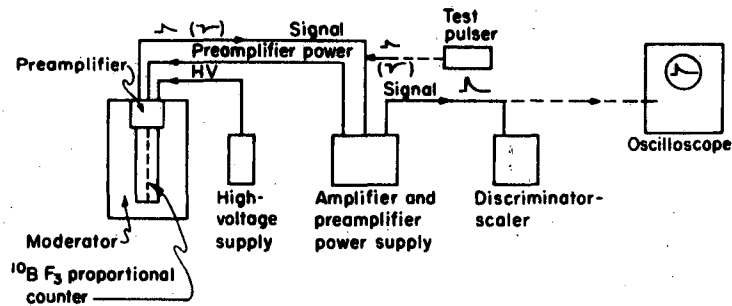 Signal
Test
pulser
Preamplifier power
Preamplifier
HV
Signal
Oscilloscope
High-
voltage
supply
Amplifier and
preamplifier
power supply
Discriminator-
scaler
Moderator
¹⁰B F₃ proportional
counter